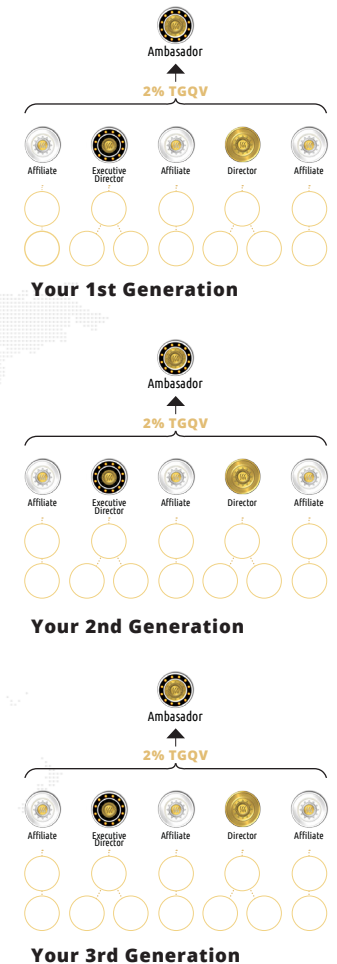 Ambasador
2% TGQV
Affiliate
Executive
Director
Affiliate
Director
Affiliate
Your 1st Generation
Ambasador
2% TGQV
Affiliate
Executive
Director
Affiliate
Director
Affiliate
Your 2nd Generation
Ambasador
2% TGQV
Affiliate
Executive
Director
Affiliate
Director
Affiliate
Your 3rd Generation